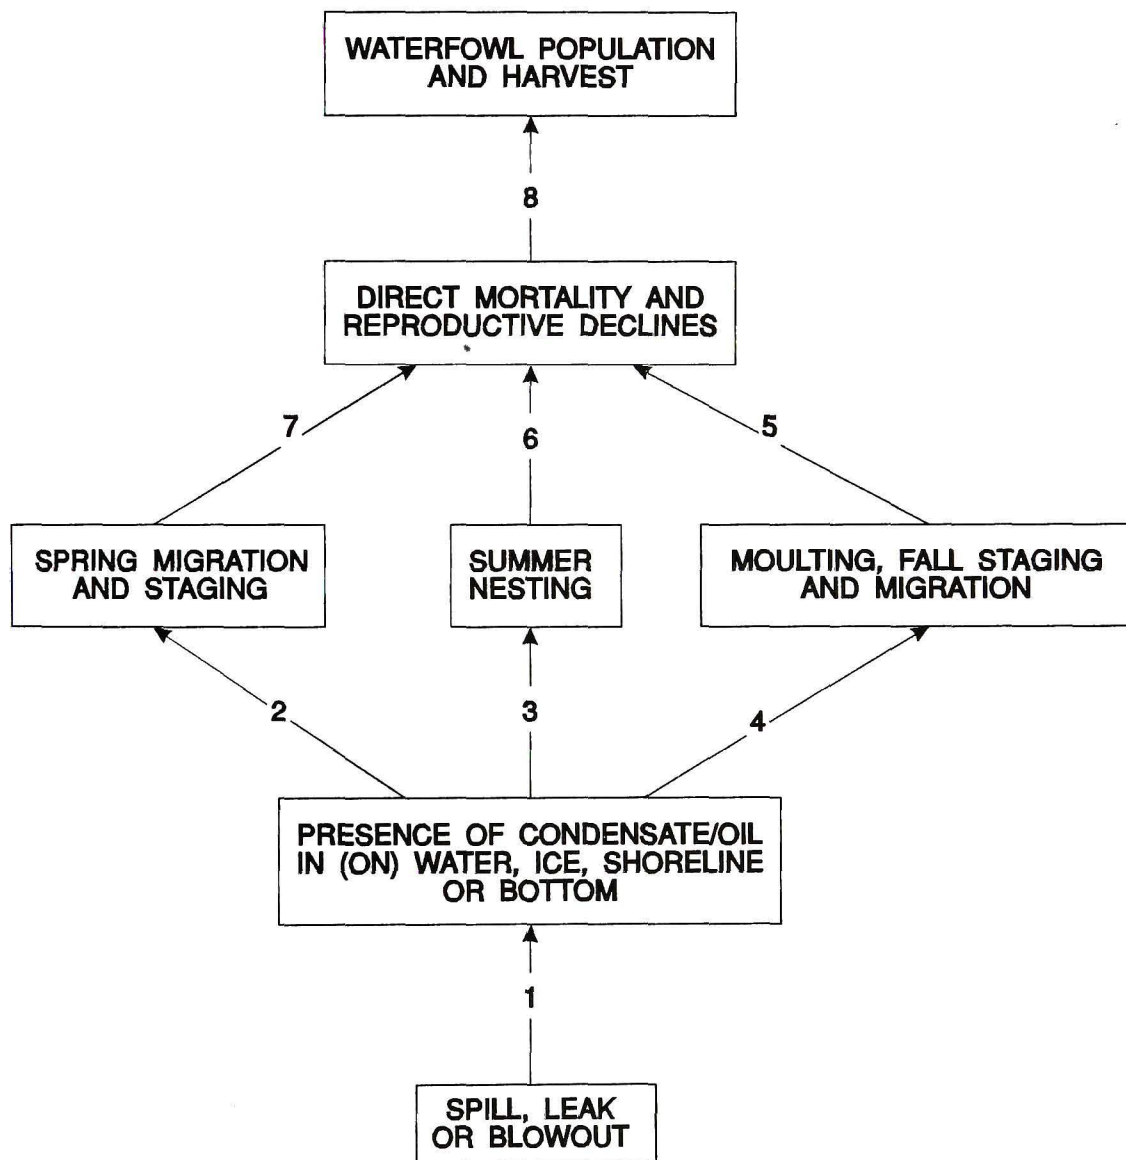 WATERFOWL POPULATION
AND HARVEST
8
DIRECT MORTALITY AND
REPRODUCTIVE DECLINES
7
6
5
SPRING MIGRATION
AND STAGING
SUMMER
NESTING
MOULTING, FALL STAGING
AND MIGRATION
2
3
4
PRESENCE OF CONDENSATE/OIL
IN (ON) WATER, ICE, SHORELINE
OR BOTTOM
1
SPILL, LEAK
OR BLOWOUT